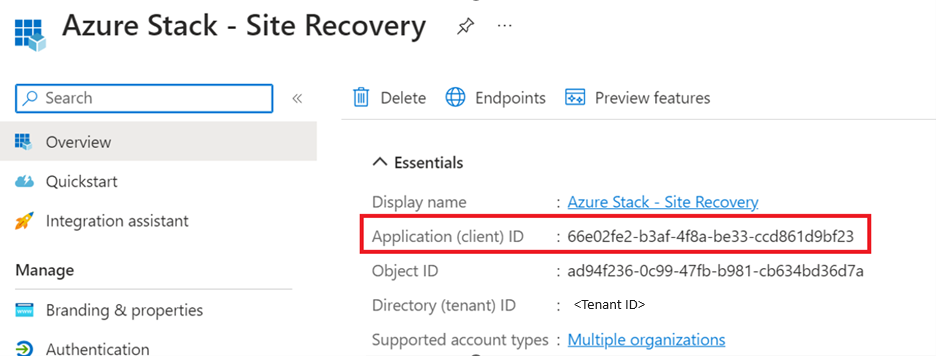 Azure Stack - Site Recovery
Search
Delete
Endpoints
Preview features
Overview
Quickstart
Integration assistant
Manage
Branding & properties
Authentication
Essentials
Display name : Azure Stack - Site Recovery
Application (client) ID : 66e02fe2-b3af-4f8a-be33-ccd861d9bf23
Object ID : ad94f236-0c99-47fb-b981-cb634bd36d7a
Directory (tenant) ID : <Tenant ID>
Supported account types : Multiple organizations